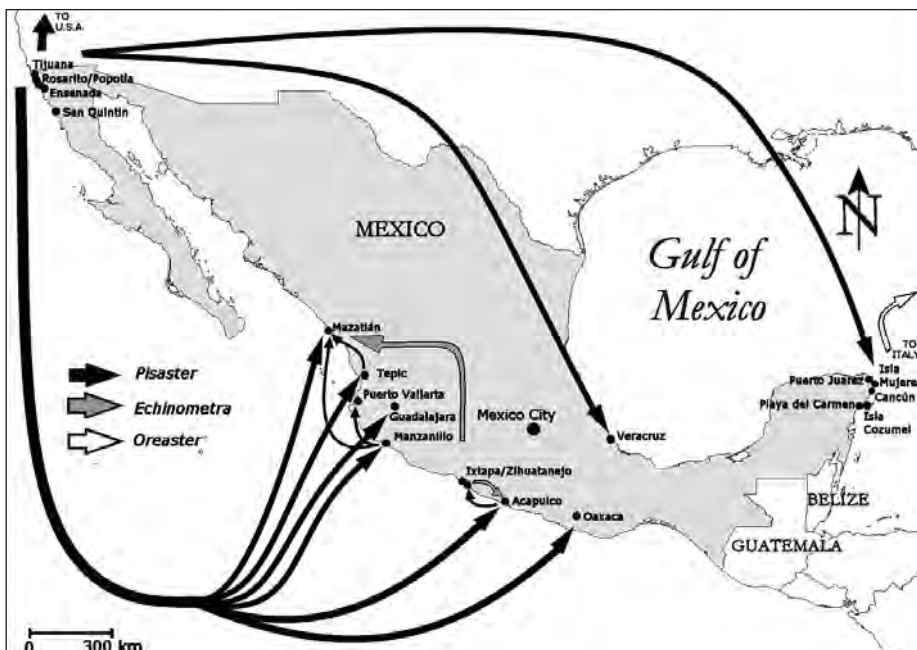 TO
U.S.A.
Tijuana
Rosarito/Popotla
Ensenada
San Quintin
MEXICO
Gulf of
Mexico
N
TO
ITALY
Mazatlán
Tepic
Puerto Vallarta
Guadalajara
Manzanillo
Mexico City
Veracruz
Puerto Juarez
Isla
Mujeres
Cancún
Playa del Carmen
Isla
Cozumel
Pisaster
Echinometra
Oreaster
Ixtapa/Zihuatanejo
Acapulco
Oaxaca
BELIZE
GUATEMALA
0 300 km